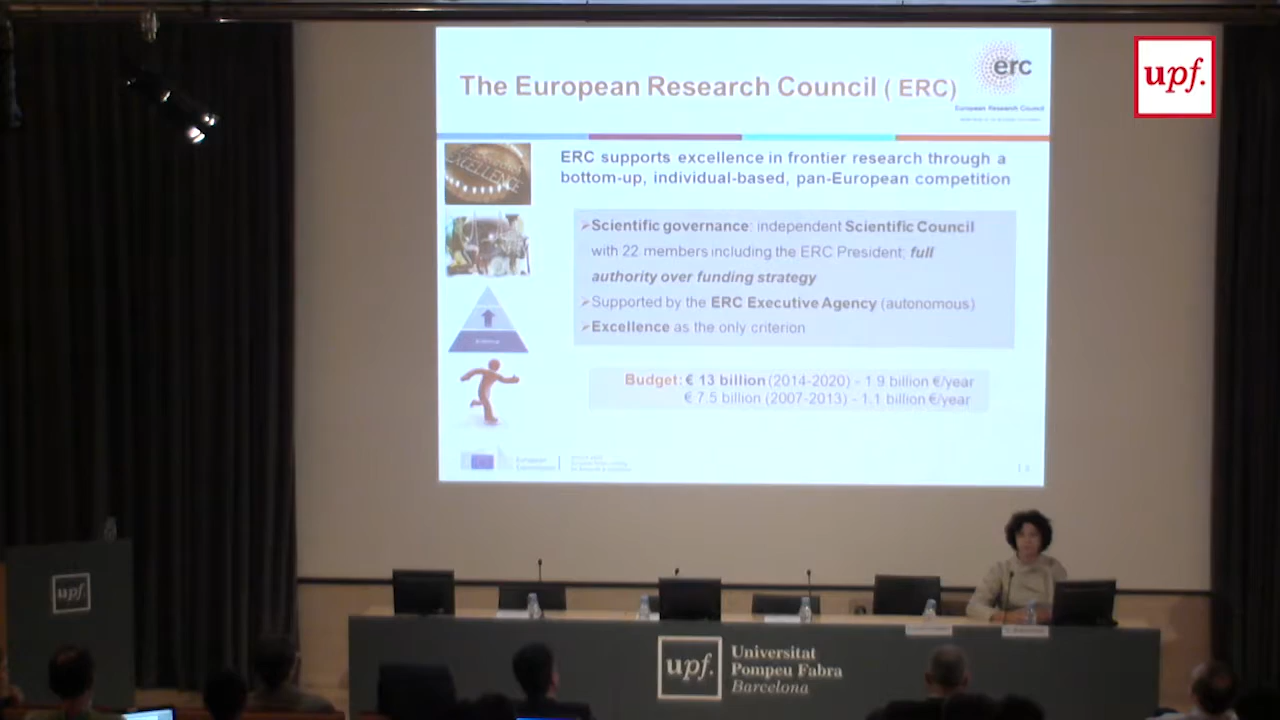 The European Research Council ( ERC)
erc
European Research Council
upf.
EXCELLENCE
ERC supports excellence in frontier research through a
bottom-up, individual-based, pan-European competition
➢Scientific governance: independent Scientific Council
with 22 members including the ERC President; full
authority over funding strategy
➢Supported by the ERC Executive Agency (autonomous)
➢Excellence as the only criterion
Budget: € 13 billion (2014-2020) - 1.9 billion €/year
€ 7.5 billion (2007-2013) - 1.1 billion €/year
European
Commission
upf.
upf.
Universitat
Pompeu Fabra
Barcelona